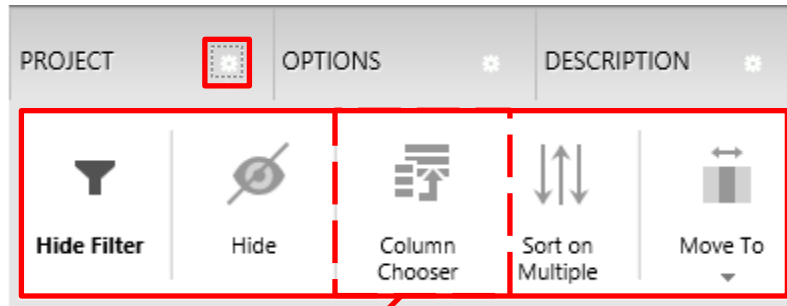 PROJECT OPTIONS DESCRIPTION
Hide Filter Hide Column Chooser Sort on Multiple Move To